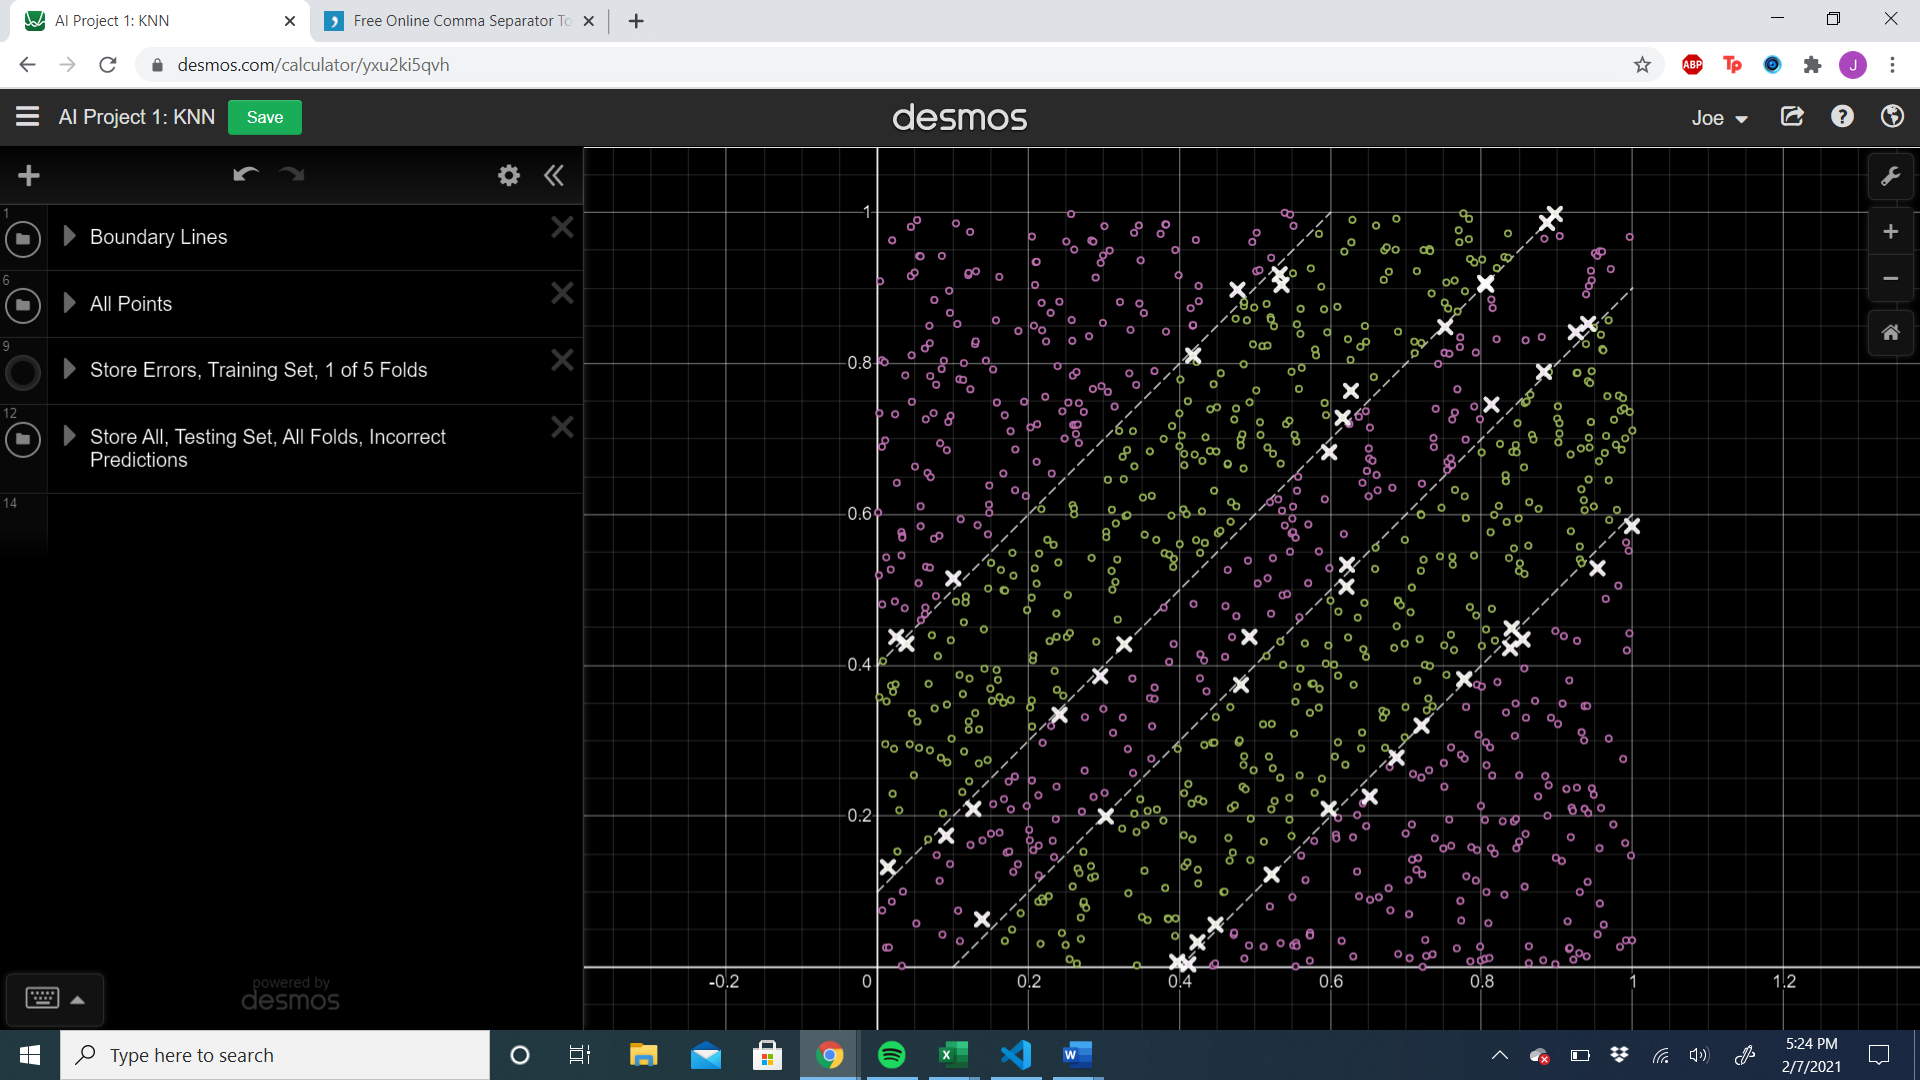 AI Project 1: KNN
Free Online Comma Separator To
desmos.com/calculator/yxu2ki5qvh
ABP
Tp
J
AI Project 1: KNN
Save
desmos
Joe
1
Boundary Lines
6
All Points
9
Store Errors, Training Set, 1 of 5 Folds
12
Store All, Testing Set, All Folds, Incorrect
Predictions
14
1
0.8
0.6
0.4
0.2
-0.2
0
0.2
0.4
0.6
0.8
1
1.2
powered by
desmos
Type here to search
5:24 PM
2/7/2021